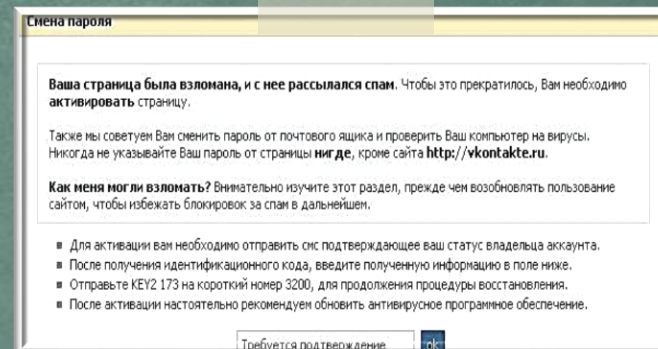 Смена пароля
Ваша страница была взломана, и с нее рассылался спам. Чтобы это прекратилось, Вам необходимо
активировать страницу.
Также мы советуем Вам сменить пароль от почтового ящика и проверить Ваш компьютер на вирусы.
Никогда не указывайте Ваш пароль от страницы нигде, кроме сайта http://vkontakte.ru.
Как меня могли взломать? Внимательно изучите этот раздел, прежде чем возобновлять пользование
сайтом, чтобы избежать блокировок за спам в дальнейшем.
Для активации вам необходимо отправить смс подтверждающее ваш статус владельца аккаунта.
После получения идентификационного кода, введите полученную информацию в поле ниже.
Отправьте KEY2 173 на короткий номер 3200, для продолжения процедуры восстановления.
После активации настоятельно рекомендуем обновить антивирусное программное обеспечение.
Требуется подтверждение ok